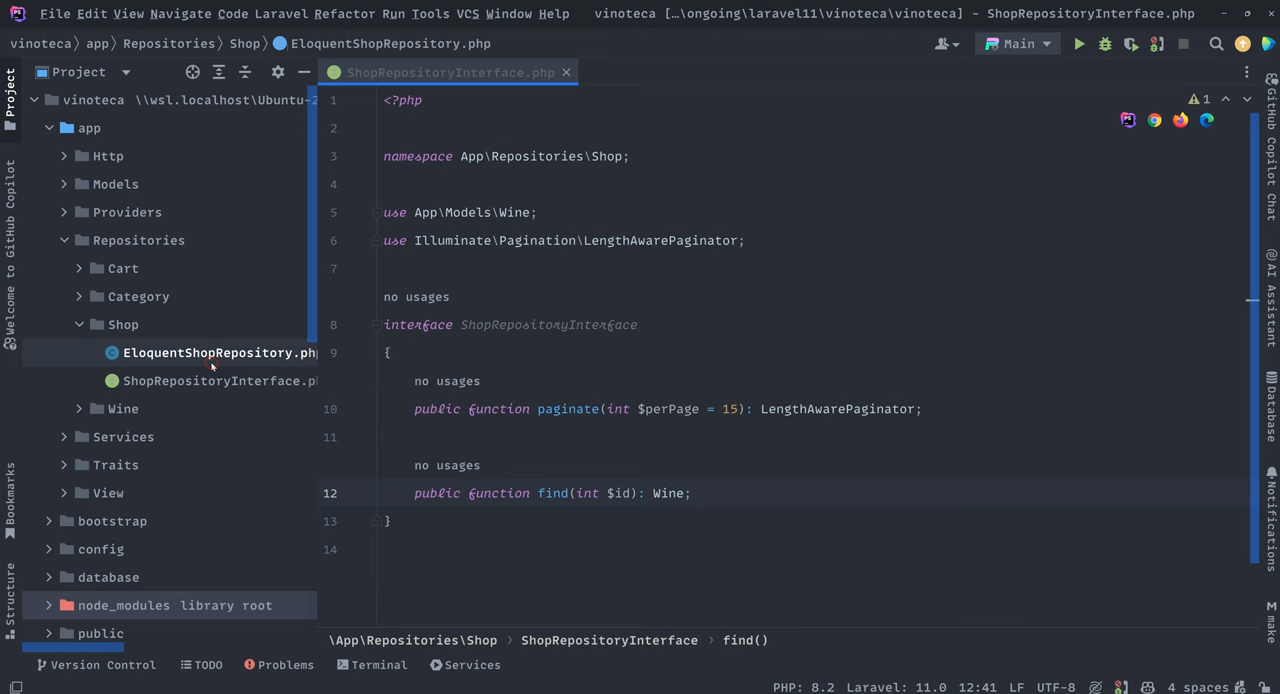 File Edit View Navigate Code Laravel Refactor Run Tools VCS Window Help vinoteca [...\ongoing\laravel11\vinoteca\vinoteca] - ShopRepositoryInterface.php
vinoteca app Repositories Shop EloquentShopRepository.php
Main
Project
ShopRepositoryInterface.php
vinoteca \\wsl.localhost\Ubuntu-2
app
Http
Models
Providers
Repositories
Cart
Category
Shop
EloquentShopRepository.php
ShopRepositoryInterface.p
Wine
Services
Traits
View
bootstrap
config
database
node_modules library root
public
1 <?php
2
3 namespace App\Repositories\Shop;
4
5 use App\Models\Wine;
6 use Illuminate\Pagination\LengthAwarePaginator;
7
no usages
8 interface ShopRepositoryInterface
9 {
no usages
10 public function paginate(int $perPage = 15): LengthAwarePaginator;
11
no usages
12 public function find(int $id): Wine;
13 }
14
1
\App\Repositories\Shop > ShopRepositoryInterface > find()
Project
Welcome to GitHub Copilot
Bookmarks
Structure
GitHub Copilot Chat
AI Assistant
Database
Notifications
M make
Version Control TODO Problems Terminal Services
PHP: 8.2 Laravel: 11.0 12:41 LF UTF-8 4 spaces